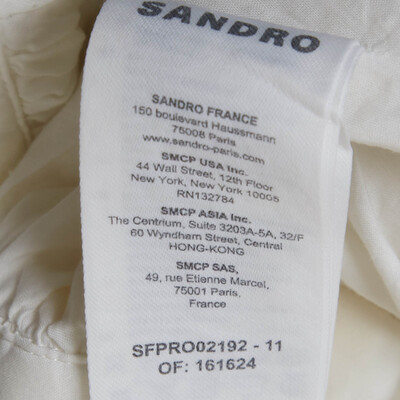 SANDRO
SANDRO FRANCE
150 boulevard Haussmann
75008 Paris
www.sandro-paris.com
SMCP USA Inc.
44 Wall Street, 12th Floor
New York, New York 10005
RN132784
SMCP ASIA Inc.
The Centrium, Suite 3203A-5A, 32/F
60 Wyndham Street, Central
HONG-KONG
SMCP SAS,
49, rue Etienne Marcel,
75001 Paris,
France
SFPRO02192 - 11
OF: 161624